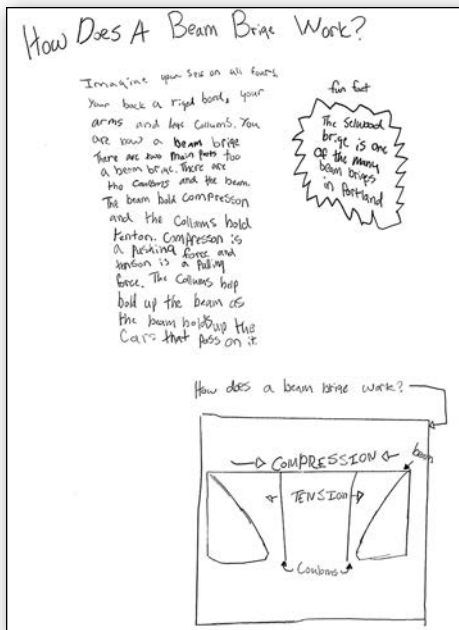 How Does A Beam Brige Work?
Imagine your self on all fours,
Your back a riged bord, your
arms and legs Collums. You
are now a beam brige
There are two main parts too
a beam brige. There are
the Coulbms and the beam.
The beam hold compresson
and the Collums hold
tenton. Compresson is
a pushing force and
tenson is a pulling
force. The Collums help
hold up the beam as
the beam holds up the
Cars that pass on it
fun fact
The Sellwood
brige is one
of the many
beam briges
in Portland
How does a beam brige work?
COMPRESSION
beam
TENSION
Coulbms